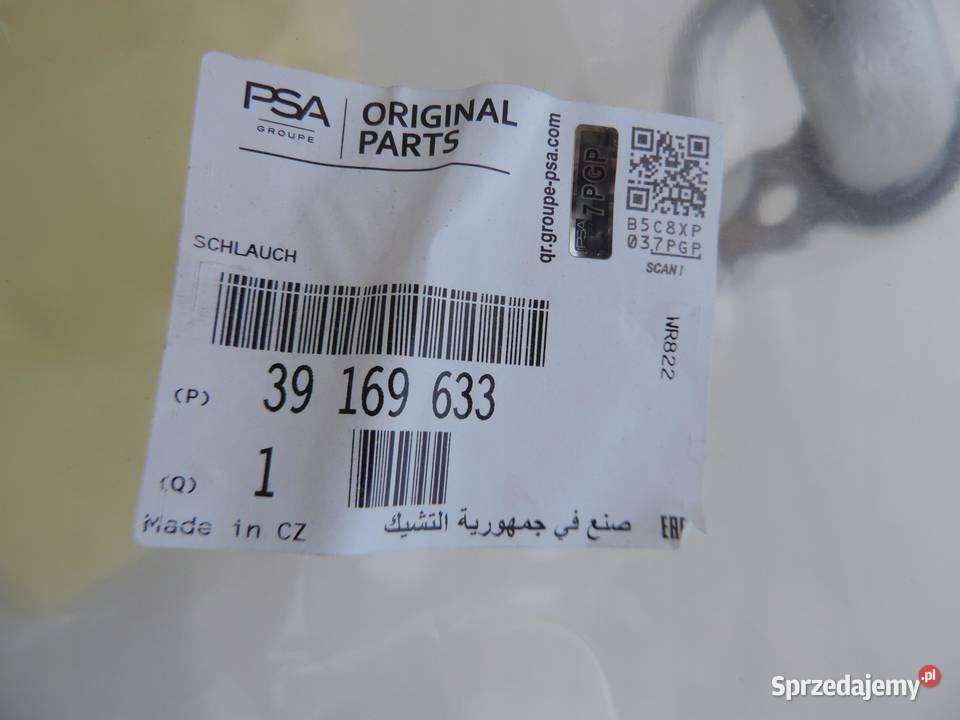 PSA
GROUPE
ORIGINAL
PARTS
qr.groupe-psa.com
PSA 7PGP
B5C8XP
037PGP
SCAN!
SCHLAUCH
WR822
(P) 39 169 633
(Q) 1
Made in CZ
صنع في جمهورية التشيك
Sprzedajemy.pl